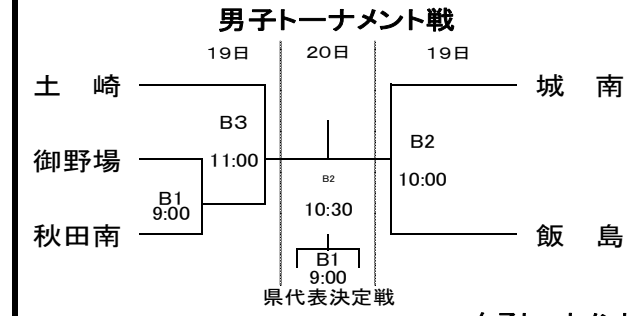 男子トーナメント戦
19日 20日 19日
土 崎
城 南
B3
B2
御野場
11:00
10:00
B2
10:30
B1
9:00
秋田南
飯 島
B1
9:00
県代表決定戦